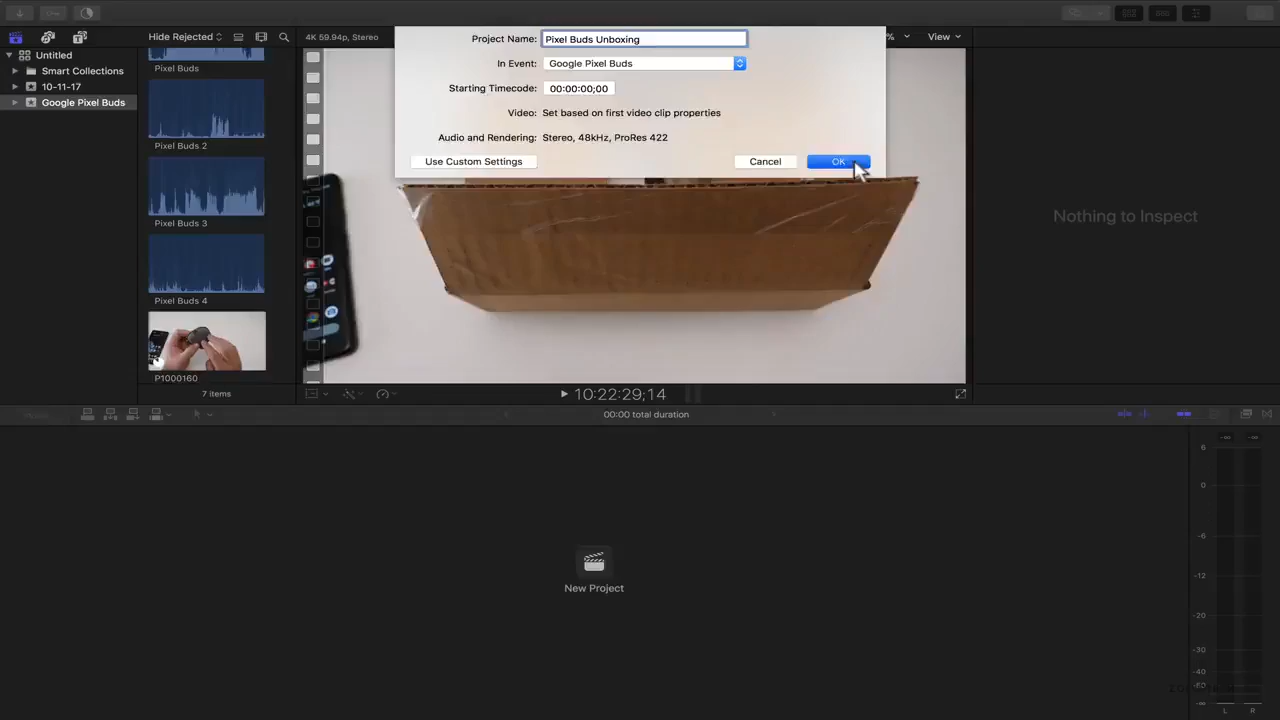 Project Name: Pixel Buds Unboxing
In Event: Google Pixel Buds
Starting Timecode: 00:00:00;00
Video: Set based on first video clip properties
Audio and Rendering: Stereo, 48kHz, ProRes 422
Use Custom Settings
Cancel
OK
Hide Rejected
4K 59.94p, Stereo
%
View
Untitled
Smart Collections
10-11-17
Google Pixel Buds
Pixel Buds
Pixel Buds 2
Pixel Buds 3
Pixel Buds 4
P1000160
7 items
Nothing to Inspect
10:22:29;14
00:00 total duration
New Project
-∞ -∞
6
0
-6
-12
-20
-30
-40
-50
-∞
L R